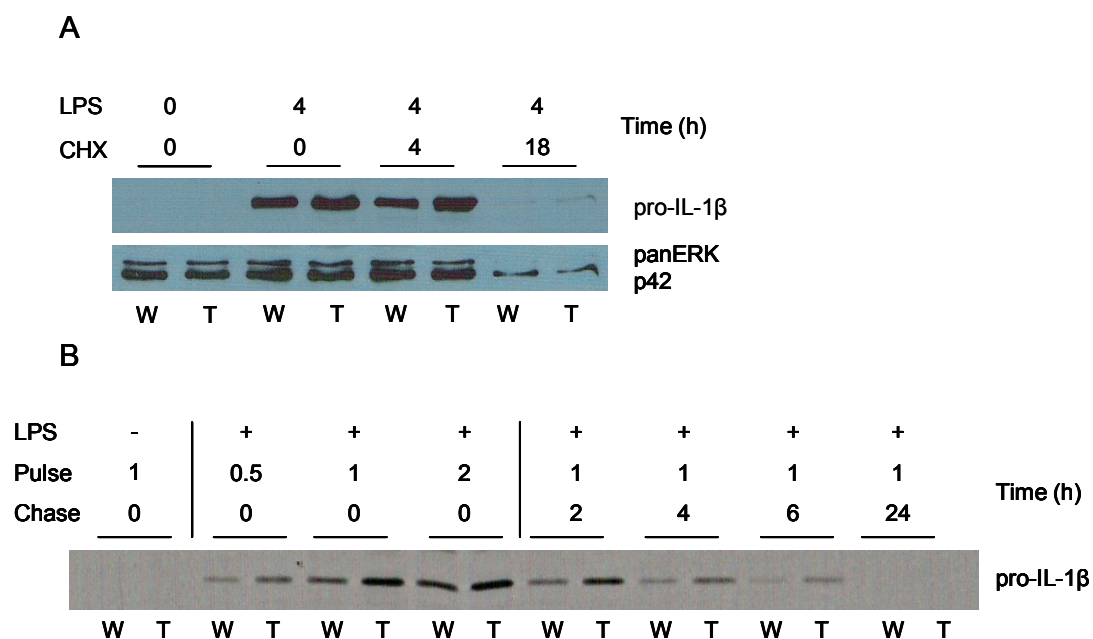 A
LPS 0 4 4 4
Time (h)
CHX 0 0 4 18
pro-IL-1β
panERK
p42
W T W T W T W T
B
LPS - + + + + + + +
Pulse 1 0.5 1 2 1 1 1 1
Time (h)
Chase 0 0 0 0 2 4 6 24
pro-IL-1β
W T W T W T W T W T W T W T W T